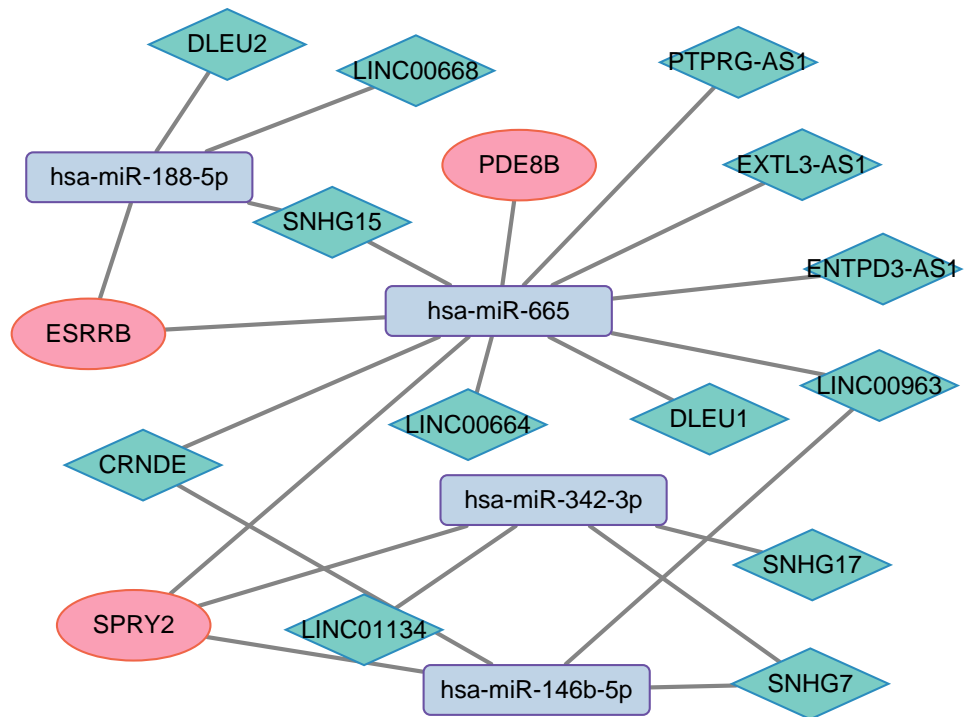 DLEU2
LINC00668
PTPRG-AS1
hsa-miR-188-5p
PDE8B
EXTL3-AS1
SNHG15
ENTPD3-AS1
hsa-miR-665
ESRRB
LINC00963
LINC00664
DLEU1
CRNDE
hsa-miR-342-3p
SNHG17
SPRY2
LINC01134
hsa-miR-146b-5p
SNHG7